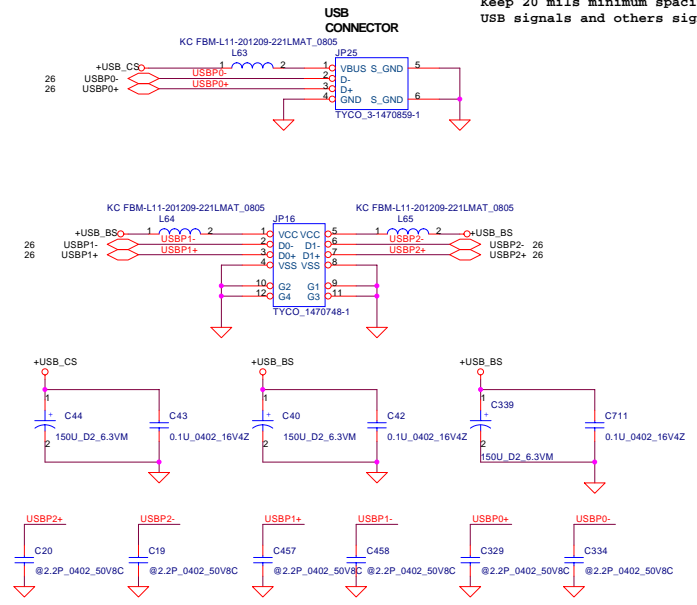 Keep 20 mils minimum spaci
USB signals and others sig
USB
CONNECTOR
KC FBM-L11-201209-221LMAT_0805
L63
JP25
+USB_CS
1 2
1 VBUS S_GND 5
26 USBP0- USBP0- 2 D-
26 USBP0+ USBP0+ 3 D+
4 GND S_GND 6
TYCO_3-1470859-1
KC FBM-L11-201209-221LMAT_0805
KC FBM-L11-201209-221LMAT_0805
L64
JP16
L65
+USB_BS 1 2 1 VCC VCC 5 1 2 +USB_BS
26 USBP1- USBP1- 2 D0- D1- 6 USBP2- USBP2- 26
26 USBP1+ USBP1+ 3 D0+ D1+ 7 USBP2+ USBP2+ 26
4 VSS VSS 8
10 G2 G1 9
12 G4 G3 11
TYCO_1470748-1
+USB_CS
+USB_BS
+USB_BS
1
+
C44
150U_D2_6.3VM
2
C43
0.1U_0402_16V4Z
1
+
C40
150U_D2_6.3VM
2
C42
0.1U_0402_16V4Z
1
+
C339
2
150U_D2_6.3VM
C711
0.1U_0402_16V4Z
USBP2+
USBP2-
USBP1+
USBP1-
USBP0+
USBP0-
C20
@2.2P_0402_50V8C
C19
@2.2P_0402_50V8C
C457
@2.2P_0402_50V8C
C458
@2.2P_0402_50V8C
C329
@2.2P_0402_50V8C
C334
@2.2P_0402_50V8C